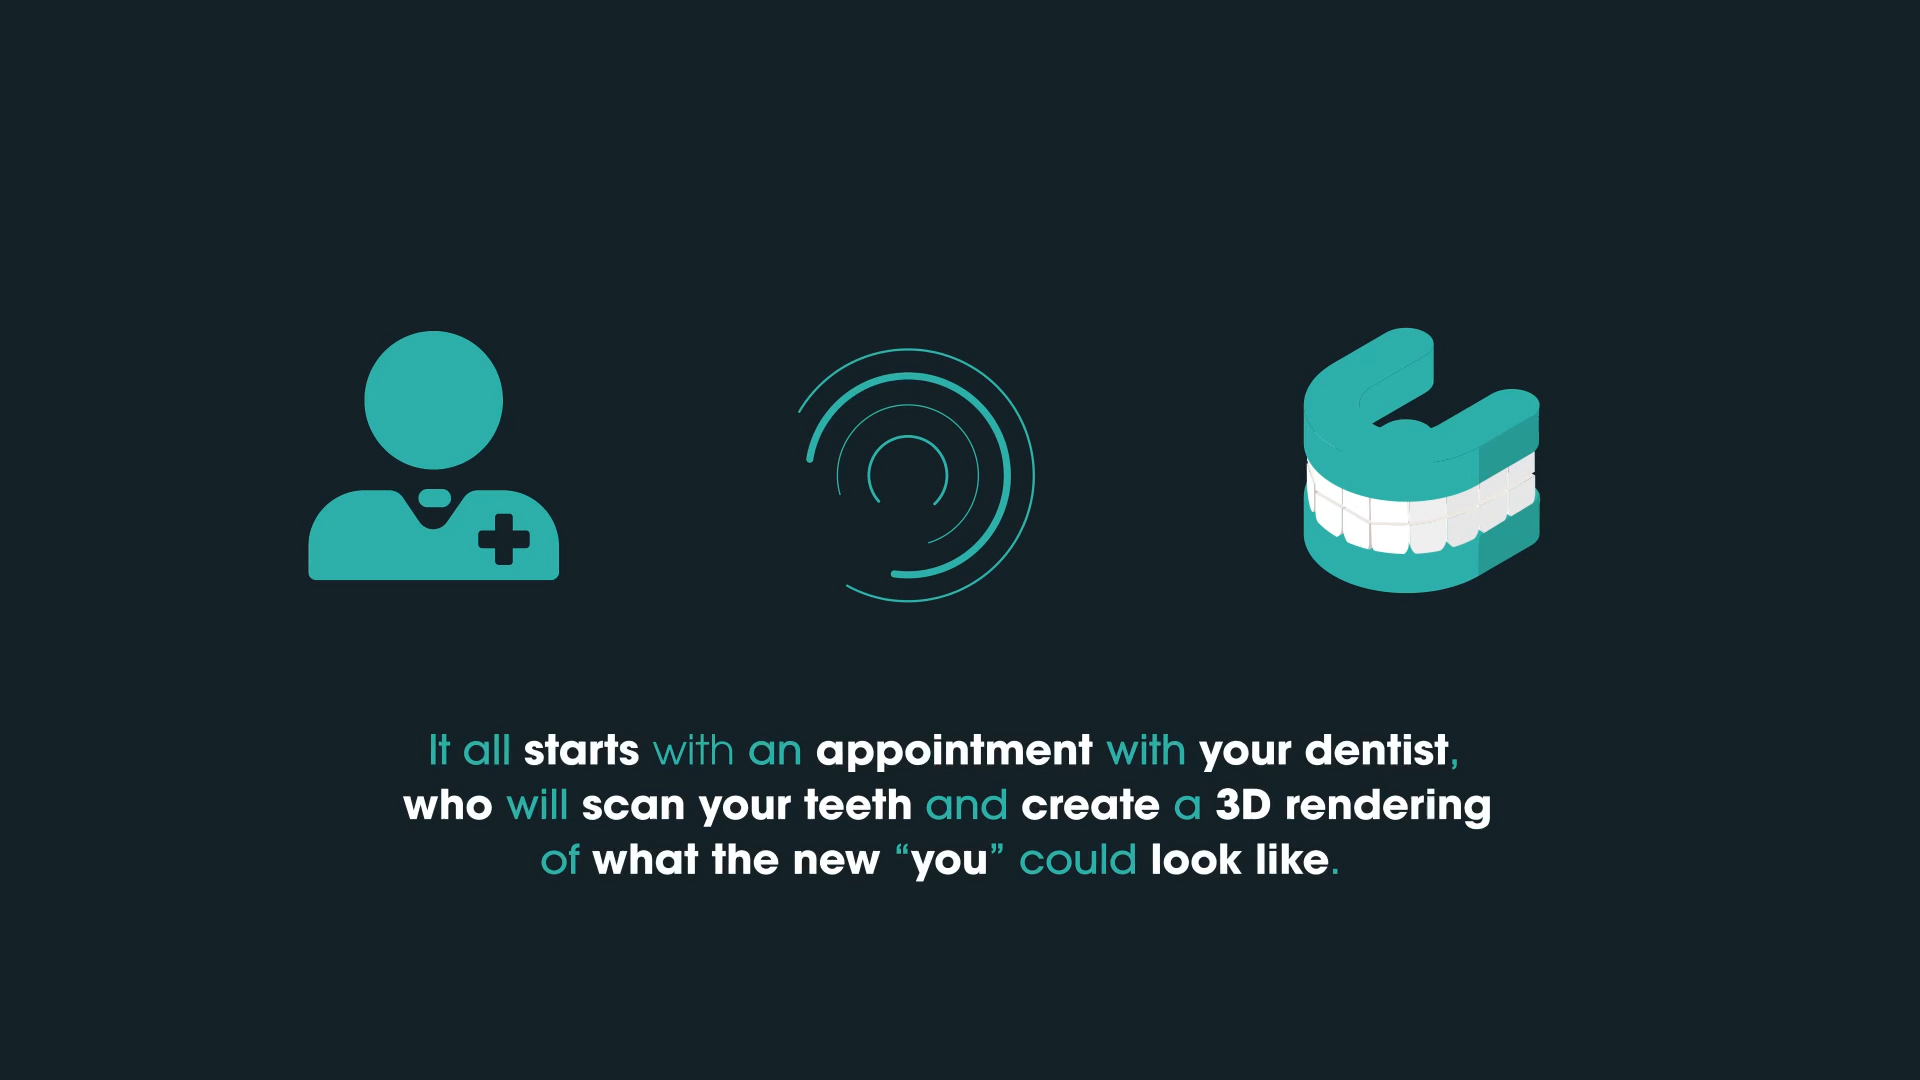 It all starts with an appointment with your dentist,
who will scan your teeth and create a 3D rendering
of what the new “you” could look like.